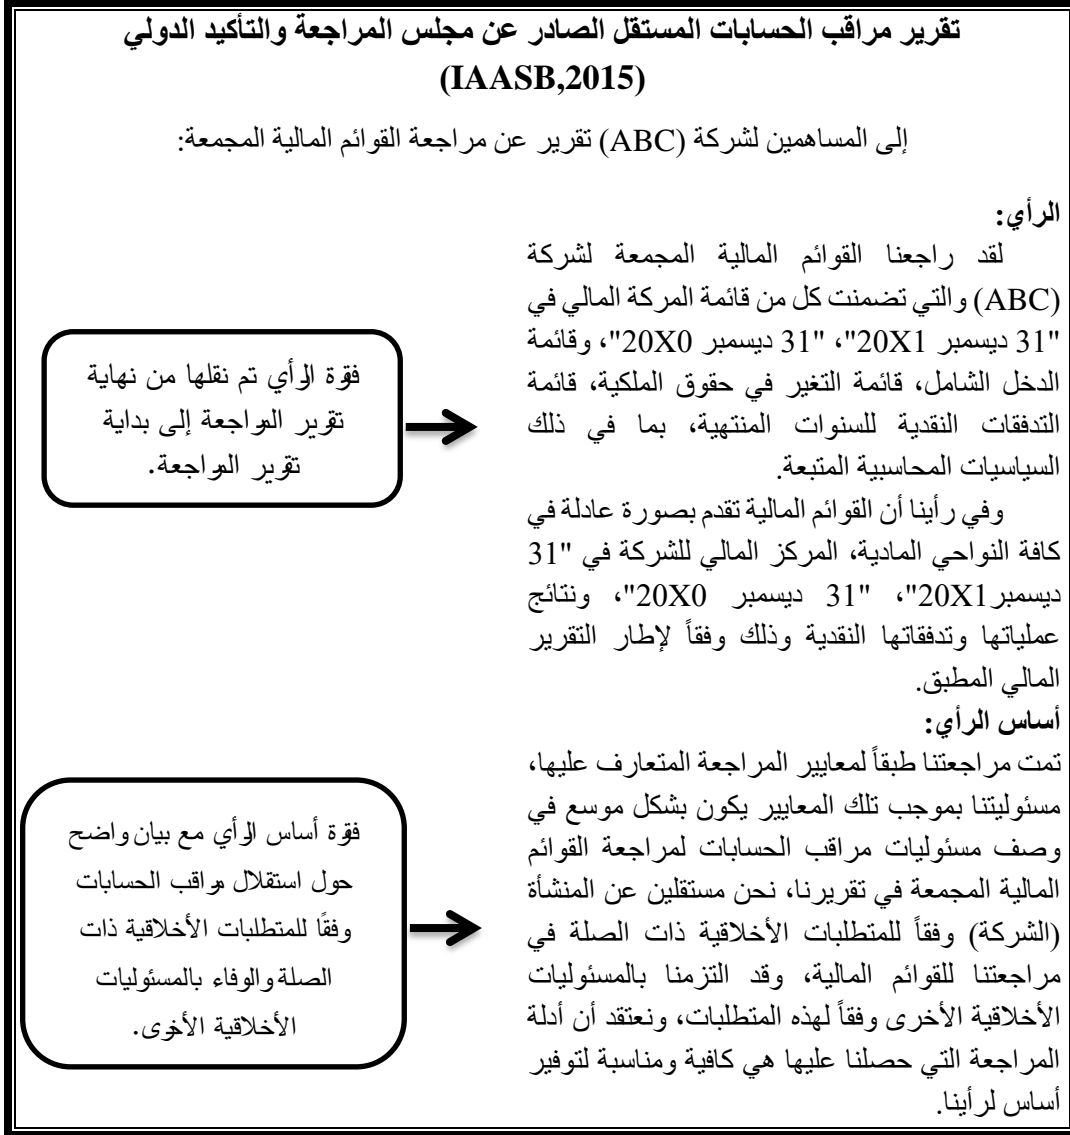 تقرير مراقب الحسابات المستقل الصادر عن مجلس المراجعة والتأكيد الدولي
(IAASB,2015)
إلى المساهمين لشركة (ABC) تقرير عن مراجعة القوائم المالية المجمعة:
الرأي:
لقد راجعنا القوائم المالية المجمعة لشركة
(ABC) والتي تضمنت كل من قائمة المركة المالي في
"31 ديسمبر 20X1"، "31 ديسمبر 20X0"، وقائمة
الدخل الشامل، قائمة التغير في حقوق الملكية، قائمة
التدفقات النقدية للسنوات المنتهية، بما في ذلك
السياسيات المحاسبية المتبعة.
وفي رأينا أن القوائم المالية تقدم بصورة عادلة في
كافة النواحي المادية، المركز المالي للشركة في "31
ديسمبر20X1"، "31 ديسمبر 20X0"، ونتائج
عملياتها وتدفقاتها النقدية وذلك وفقاً لإطار التقرير
المالي المطبق.
فقرة الرأي تم نقلها من نهاية
تقرير المراجعة إلى بداية
تقرير المراجعة.
أساس الرأي:
تمت مراجعتنا طبقاً لمعايير المراجعة المتعارف عليها،
مسئوليتنا بموجب تلك المعايير يكون بشكل موسع في
وصف مسئوليات مراقب الحسابات لمراجعة القوائم
المالية المجمعة في تقريرنا، نحن مستقلين عن المنشأة
(الشركة) وفقاً للمتطلبات الأخلاقية ذات الصلة في
مراجعتنا للقوائم المالية، وقد التزمنا بالمسئوليات
الأخلاقية الأخرى وفقاً لهذه المتطلبات، ونعتقد أن أدلة
المراجعة التي حصلنا عليها هي كافية ومناسبة لتوفير
أساس لرأينا.
فقرة أساس الرأي مع بيان واضح
حول استقلال مراقب الحسابات
وفقًا للمتطلبات الأخلاقية ذات
الصلة والوفاء بالمسئوليات
الأخلاقية الأخرى.